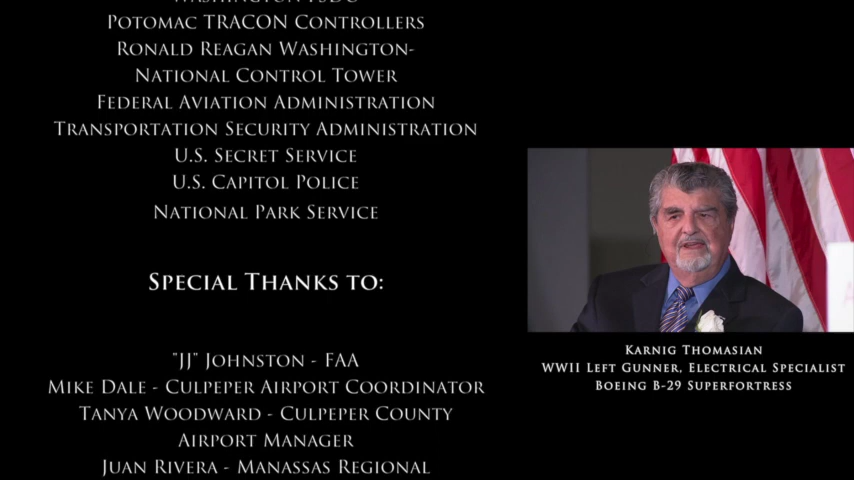 WASHINGTON FSDO
POTOMAC TRACON CONTROLLERS
RONALD REAGAN WASHINGTON-
NATIONAL CONTROL TOWER
FEDERAL AVIATION ADMINISTRATION
TRANSPORTATION SECURITY ADMINISTRATION
U.S. SECRET SERVICE
U.S. CAPITOL POLICE
NATIONAL PARK SERVICE
SPECIAL THANKS TO:
"JJ" JOHNSTON - FAA
MIKE DALE - CULPEPER AIRPORT COORDINATOR
TANYA WOODWARD - CULPEPER COUNTY
AIRPORT MANAGER
JUAN RIVERA - MANASSAS REGIONAL
KARNIG THOMASIAN
WWII LEFT GUNNER, ELECTRICAL SPECIALIST
BOEING B-29 SUPERFORTRESS